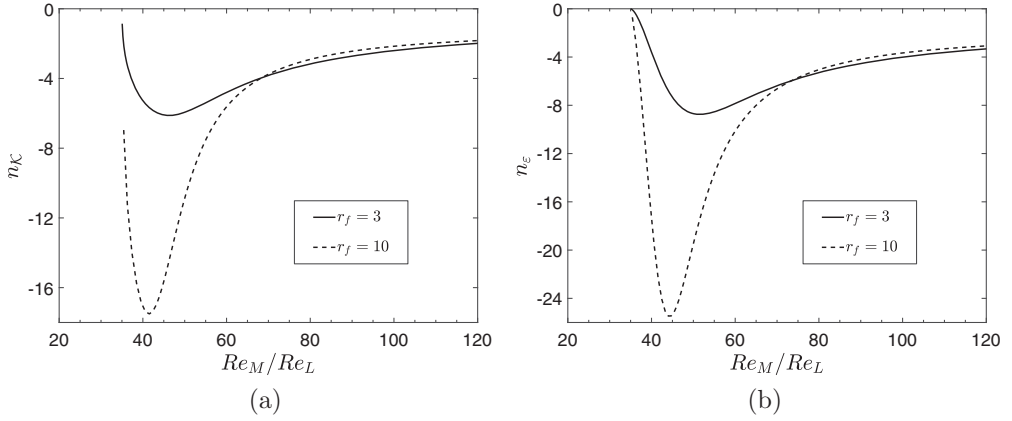 0
-4
-8
-12
-16
n𝒦
20 40 60 80 100 120
Re_M/Re_L
r_f = 3
r_f = 10
(a)
0
-4
-8
-12
-16
-20
-24
n_ε
20 40 60 80 100 120
Re_M/Re_L
r_f = 3
r_f = 10
(b)